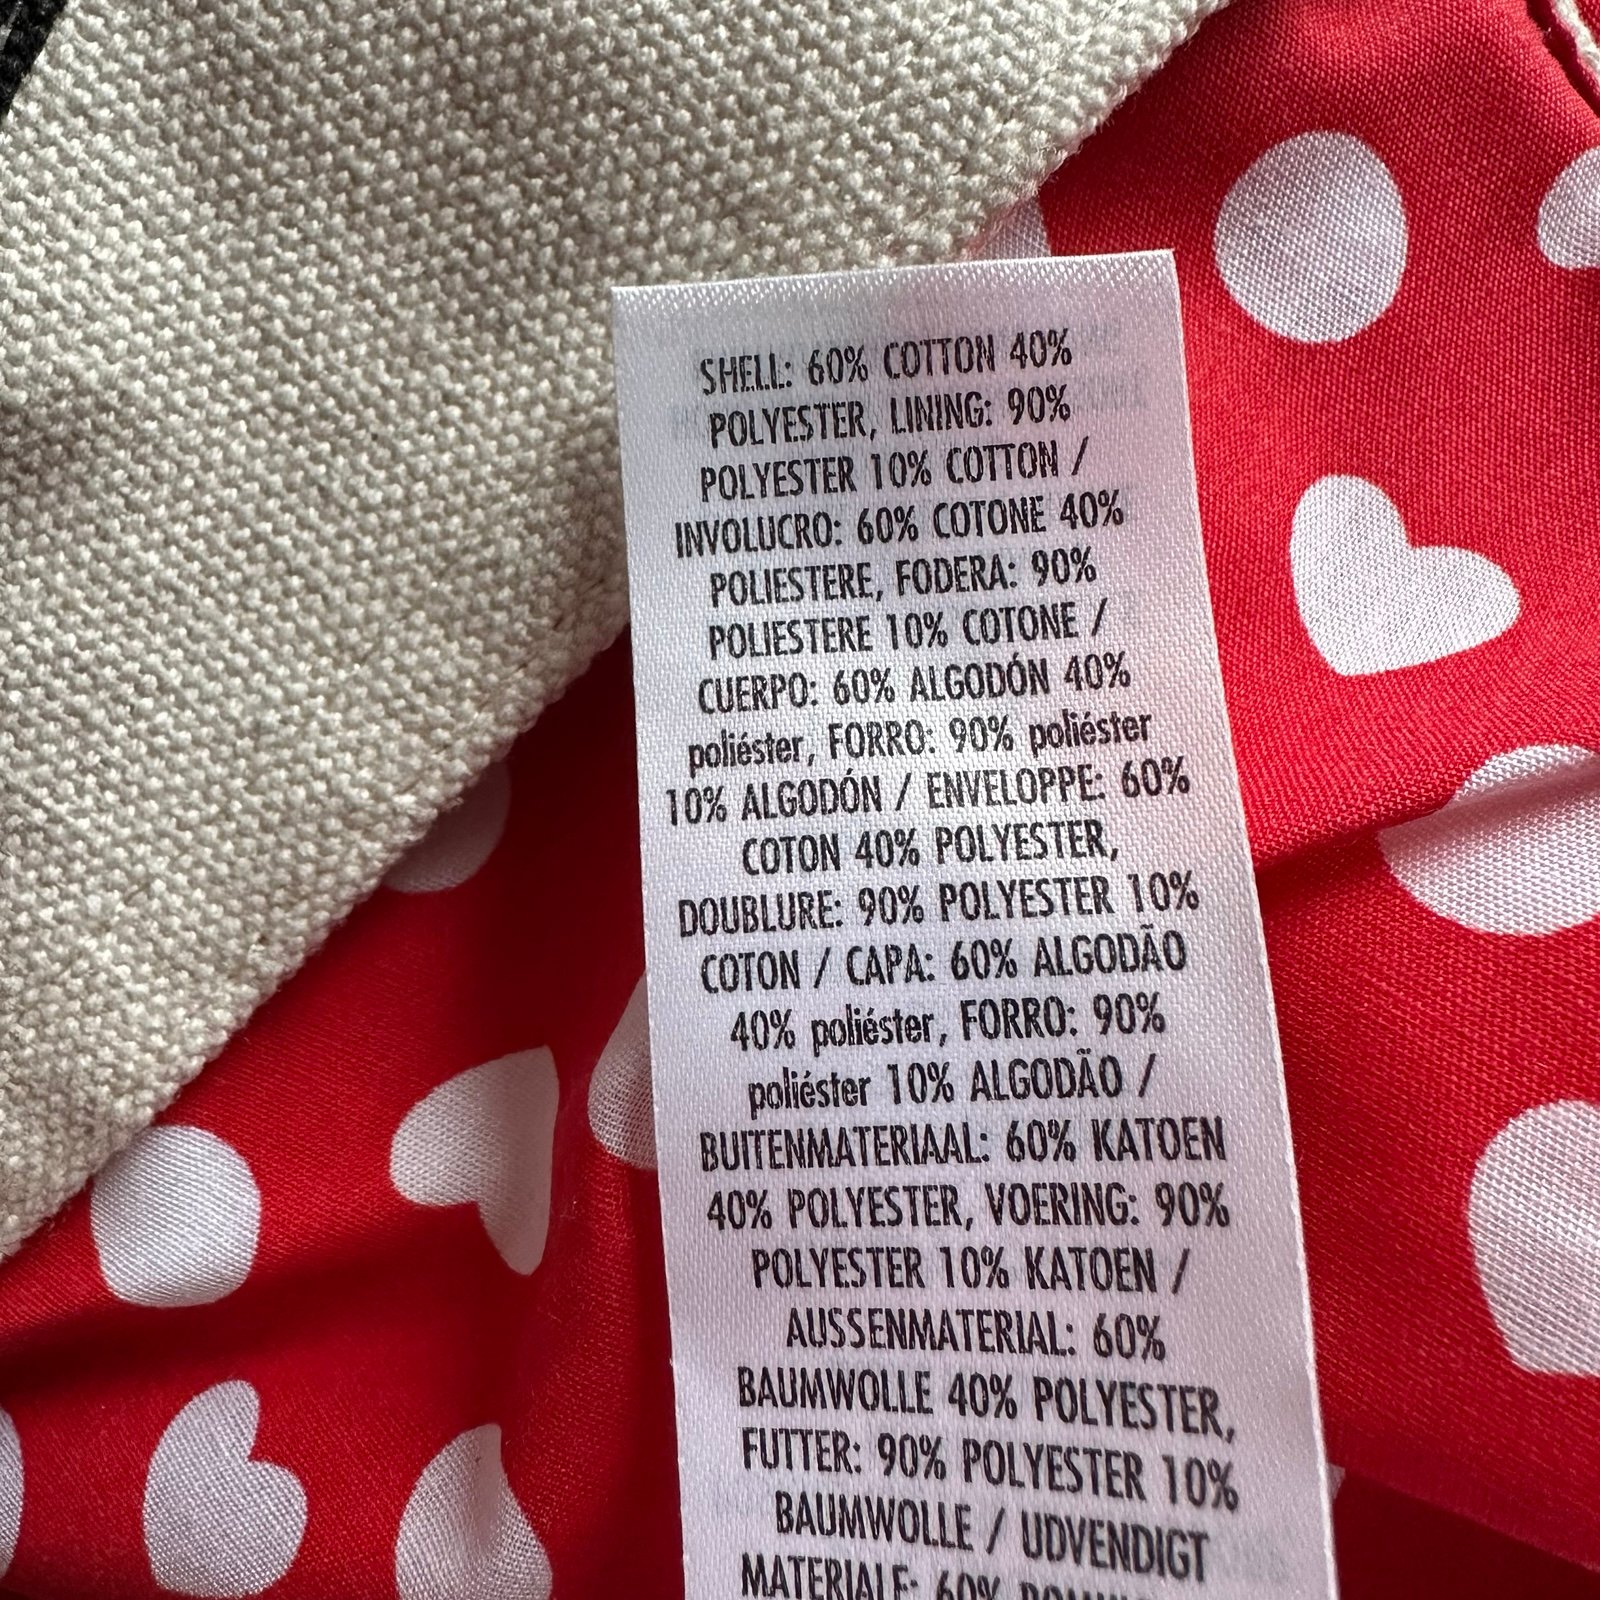 SHELL: 60% COTTON 40%
POLYESTER, LINING: 90%
POLYESTER 10% COTTON /
INVOLUCRO: 60% COTONE 40%
POLIESTERE, FODERA: 90%
POLIESTERE 10% COTONE /
CUERPO: 60% ALGODÓN 40%
poliéster, FORRO: 90% poliéster
10% ALGODÓN / ENVELOPPE: 60%
COTON 40% POLYESTER,
DOUBLURE: 90% POLYESTER 10%
COTON / CAPA: 60% ALGODÃO
40% poliéster, FORRO: 90%
poliéster 10% ALGODÃO /
BUITENMATERIAAL: 60% KATOEN
40% POLYESTER, VOERING: 90%
POLYESTER 10% KATOEN /
AUSSENMATERIAL: 60%
BAUMWOLLE 40% POLYESTER,
FUTTER: 90% POLYESTER 10%
BAUMWOLLE / UDVENDIGT
MATERIALE: 60%